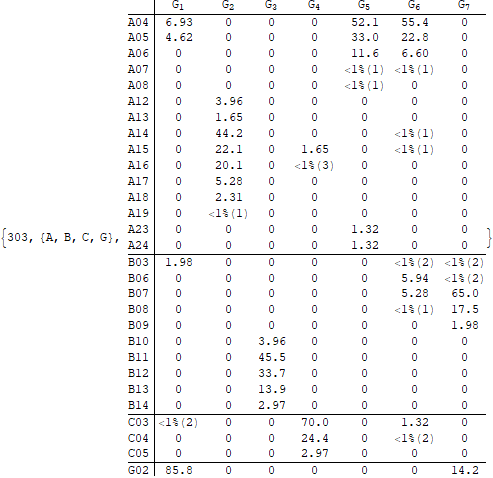 G1 G2 G3 G4 G5 G6 G7
A04 6.93 0 0 0 52.1 55.4 0
A05 4.62 0 0 0 33.0 22.8 0
A06 0 0 0 0 11.6 6.60 0
A07 0 0 0 0 <1%(1) <1%(1) 0
A08 0 0 0 0 <1%(1) 0 0
A12 0 3.96 0 0 0 0 0
A13 0 1.65 0 0 0 0 0
A14 0 44.2 0 0 0 <1%(1) 0
A15 0 22.1 0 1.65 0 <1%(1) 0
A16 0 20.1 0 <1%(3) 0 0 0
A17 0 5.28 0 0 0 0 0
A18 0 2.31 0 0 0 0 0
A19 0 <1%(1) 0 0 0 0 0
A23 0 0 0 0 1.32 0 0
{303, {A, B, C, G}, }
A24 0 0 0 0 1.32 0 0
B03 1.98 0 0 0 0 <1%(2) <1%(2)
B06 0 0 0 0 0 5.94 <1%(2)
B07 0 0 0 0 0 5.28 65.0
B08 0 0 0 0 0 <1%(1) 17.5
B09 0 0 0 0 0 0 1.98
B10 0 0 3.96 0 0 0 0
B11 0 0 45.5 0 0 0 0
B12 0 0 33.7 0 0 0 0
B13 0 0 13.9 0 0 0 0
B14 0 0 2.97 0 0 0 0
C03 <1%(2) 0 0 70.0 0 1.32 0
C04 0 0 0 24.4 0 <1%(2) 0
C05 0 0 0 2.97 0 0 0
G02 85.8 0 0 0 0 0 14.2